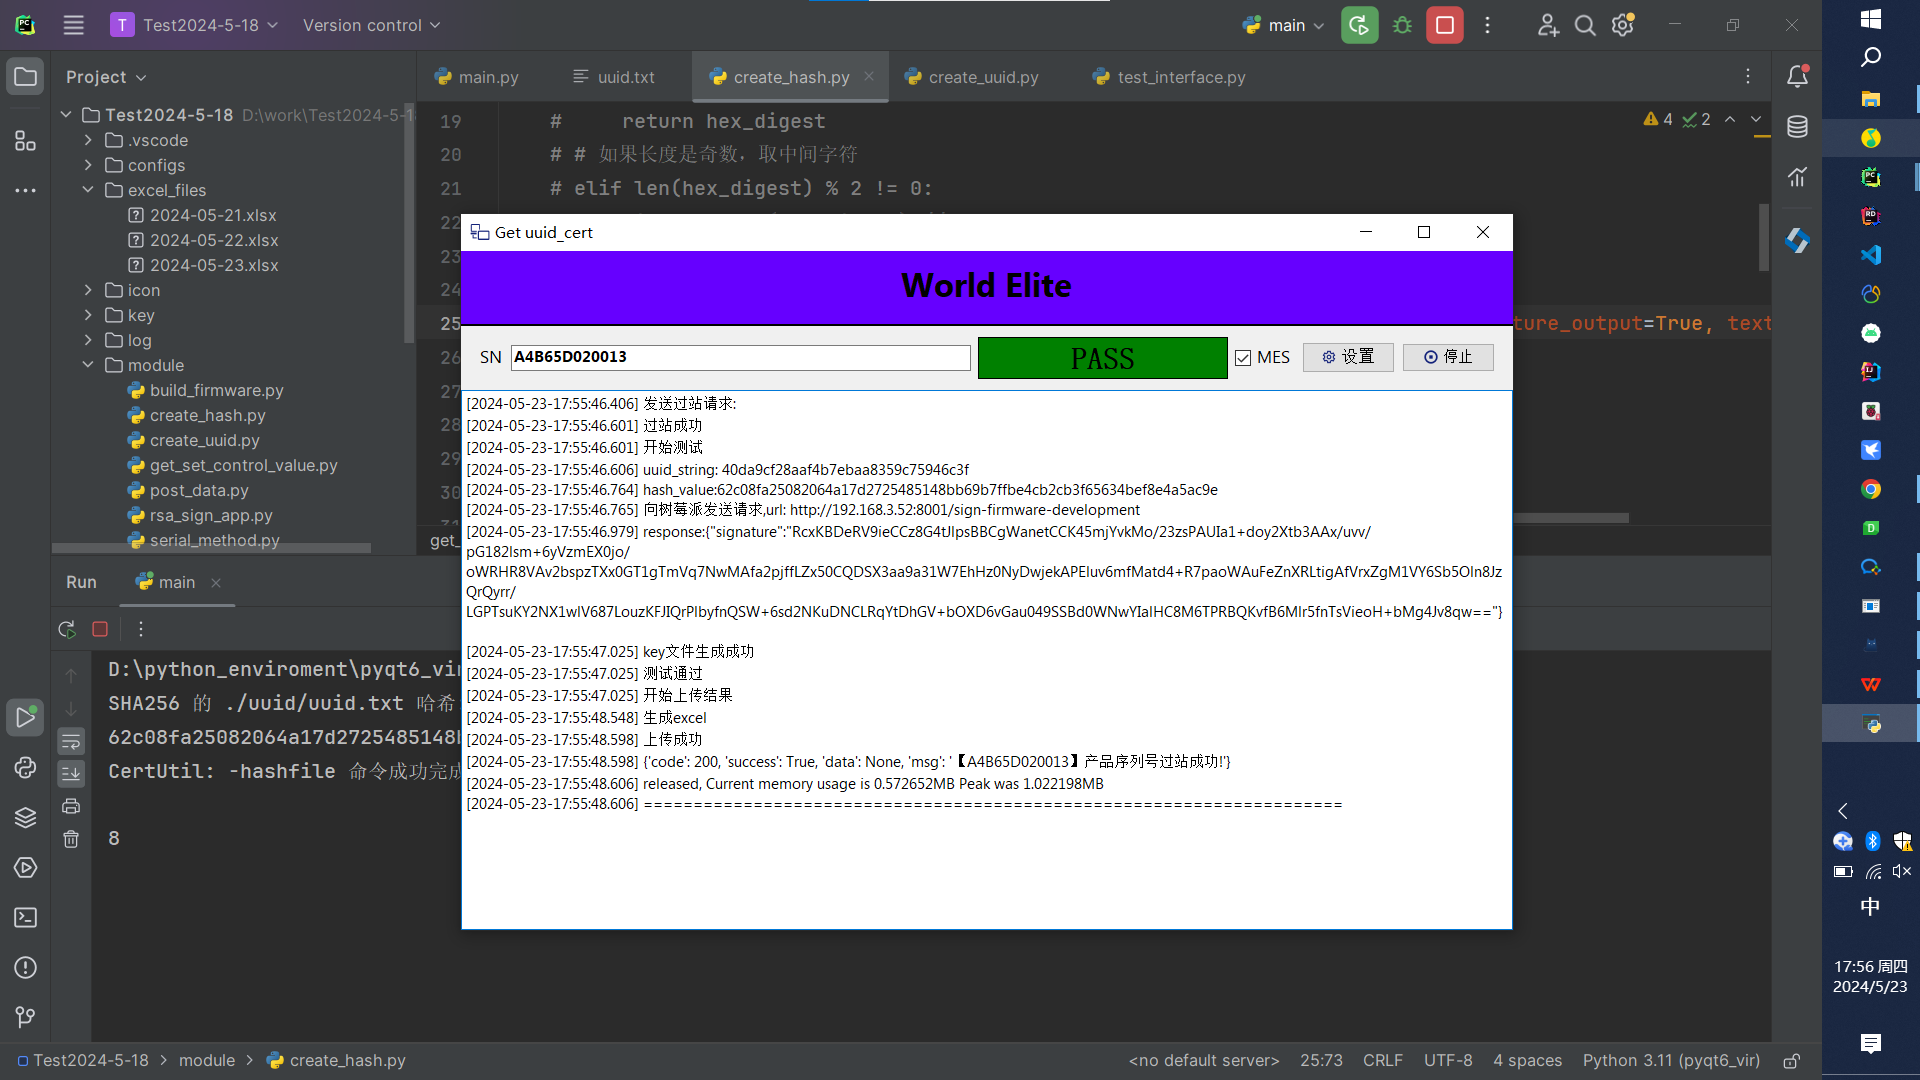 T Test2024-5-18 Version control main
Project
main.py uuid.txt create_hash.py create_uuid.py test_interface.py
Test2024-5-18 D:\work\Test2024-5-1
.vscode
configs
excel_files
2024-05-21.xlsx
2024-05-22.xlsx
2024-05-23.xlsx
icon
key
log
module
build_firmware.py
create_hash.py
create_uuid.py
get_set_control_value.py
post_data.py
rsa_sign_app.py
serial_method.py
19 # return hex_digest
20 # # 如果长度是奇数，取中间字符
21 # elif len(hex_digest) % 2 != 0:
22
23
24
25 ture_output=True, text
26
27
28
29
30
4 2
get_
Get uuid_cert
World Elite
SN A4B65D020013 PASS MES 设置 停止
[2024-05-23-17:55:46.406] 发送过站请求:
[2024-05-23-17:55:46.601] 过站成功
[2024-05-23-17:55:46.601] 开始测试
[2024-05-23-17:55:46.606] uuid_string: 40da9cf28aaf4b7ebaa8359c75946c3f
[2024-05-23-17:55:46.764] hash_value:62c08fa25082064a17d2725485148bb69b7ffbe4cb2cb3f65634bef8e4a5ac9e
[2024-05-23-17:55:46.765] 向树莓派发送请求,url: http://192.168.3.52:8001/sign-firmware-development
[2024-05-23-17:55:46.979] response:{"signature":"RcxKBDeRV9ieCCz8G4tJIpsBBCgWanetCCK45mjYvkMo/23zsPAUIa1+doy2Xtb3AAx/uvv/
pG182lsm+6yVzmEX0jo/
oWRHR8VAv2bspzTXx0GT1gTmVq7NwMAfa2pjffLZx50CQDSX3aa9a31W7EhHz0NyDwjekAPEluv6mfMatd4+R7paoWAuFeZnXRLtigAfVrxZgM1VY6Sb5Oln8Jz
QrQyrr/
LGPTsuKY2NX1wlV687LouzKFJIQrPlbyfnQSW+6sd2NKuDNCLRqYtDhGV+bOXD6vGau049SSBd0WNwYIalHC8M6TPRBQKvfB6MIr5fnTsVieoH+bMg4Jv8qw=="}
[2024-05-23-17:55:47.025] key文件生成成功
[2024-05-23-17:55:47.025] 测试通过
[2024-05-23-17:55:47.025] 开始上传结果
[2024-05-23-17:55:48.548] 生成excel
[2024-05-23-17:55:48.598] 上传成功
[2024-05-23-17:55:48.598] {'code': 200, 'success': True, 'data': None, 'msg': '【A4B65D020013】产品序列号过站成功!'}
[2024-05-23-17:55:48.606] released, Current memory usage is 0.572652MB Peak was 1.022198MB
[2024-05-23-17:55:48.606] ======================================================================
Run main
D:\python_enviroment\pyqt6_vir
SHA256 的 ./uuid/uuid.txt 哈希
62c08fa25082064a17d2725485148b
CertUtil: -hashfile 命令成功完成
8
中
17:56 周四
2024/5/23
Test2024-5-18 > module > create_hash.py
<no default server> 25:73 CRLF UTF-8 4 spaces Python 3.11 (pyqt6_vir)